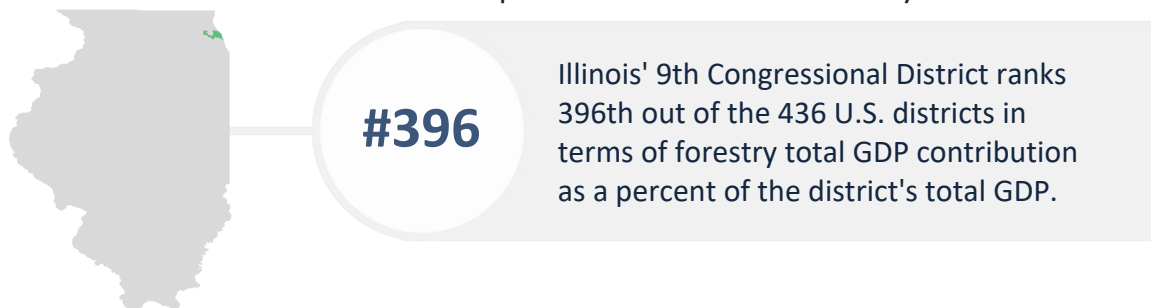 #396
Illinois' 9th Congressional District ranks
396th out of the 436 U.S. districts in
terms of forestry total GDP contribution
as a percent of the district's total GDP.